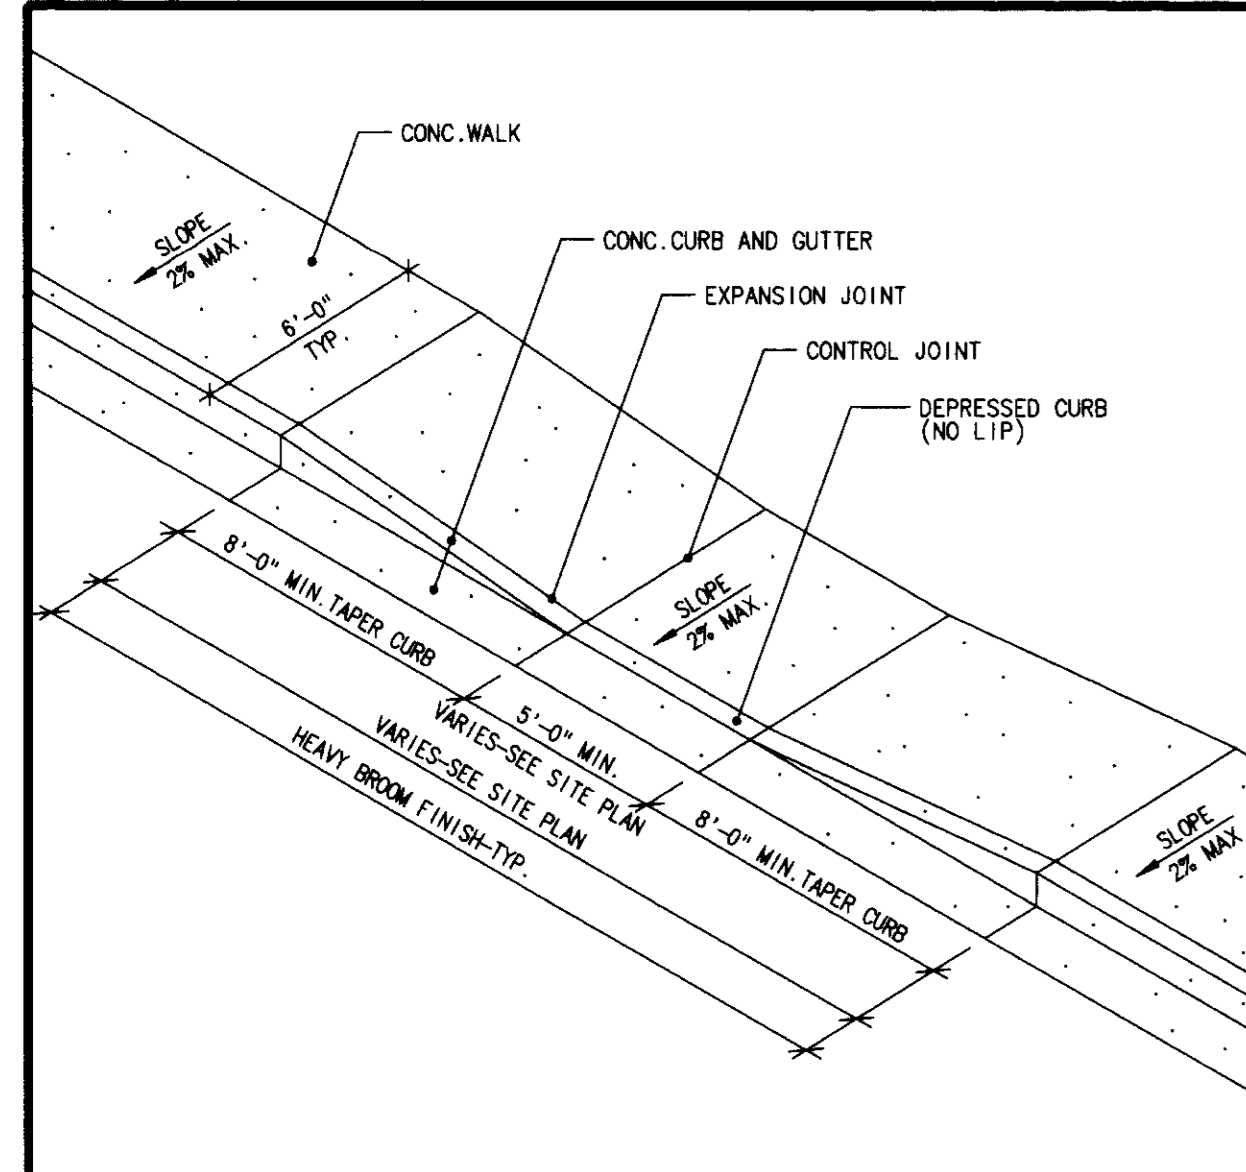 CONC.WALK
SLOPE
2% MAX.
CONC.CURB AND GUTTER
6'-0"
TYP.
EXPANSION JOINT
CONTROL JOINT
DEPRESSED CURB
(NO LIP)
8'-0" MIN.TAPER CURB
SLOPE
2% MAX.
5'-0" MIN.
VARIES-SEE SITE PLAN
VARIES-SEE SITE PLAN
HEAVY BROOM FINISH-TYP.
8'-0" MIN.TAPER CURB
SLOPE
2% MAX